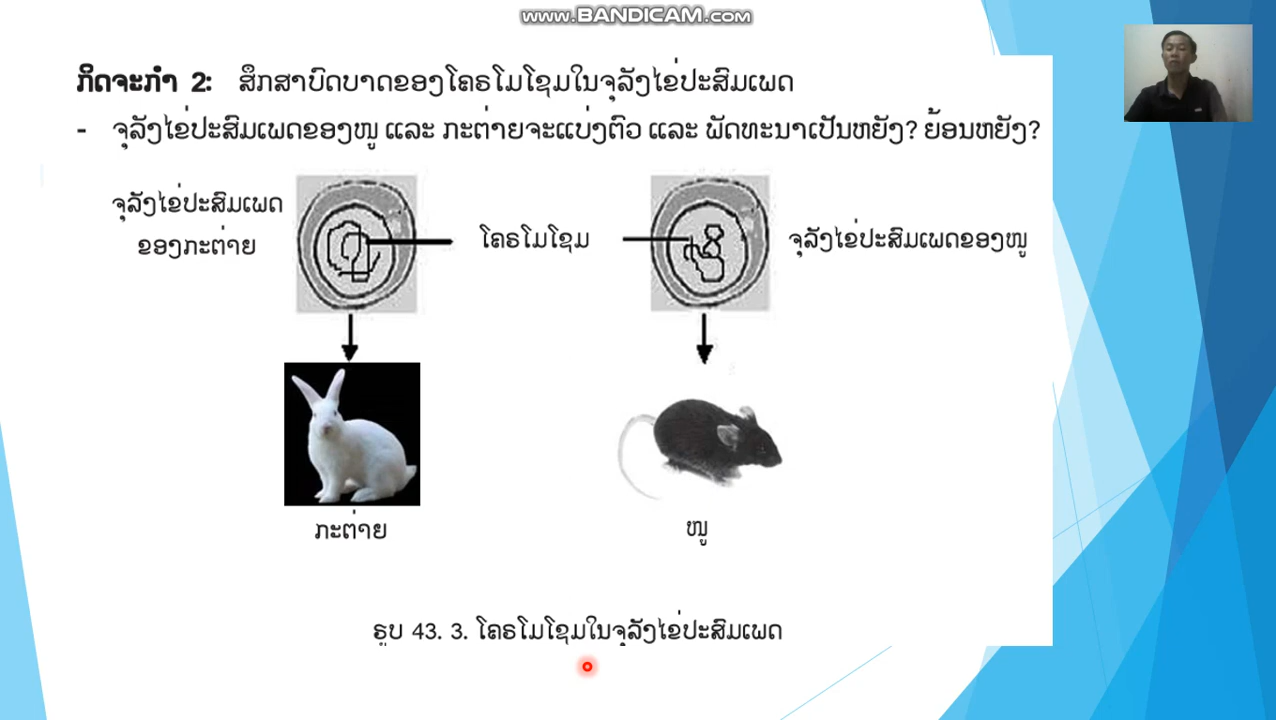 WWW.BANDICAM.COM
ກິດຈະກຳ 2: ສຶກສາບົດບາດຂອງໂຄຣໂມໂຊມໃນຈຸລັງໄຂ່ປະສົມເພດ
- ຈຸລັງໄຂ່ປະສົມເພດຂອງໜູ ແລະ ກະຕ່າຍຈະແບ່ງຕົວ ແລະ ພັດທະນາເປັນຫຍັງ? ຍ້ອນຫຍັງ?
ຈຸລັງໄຂ່ປະສົມເພດ
ຂອງກະຕ່າຍ
ໂຄຣໂມໂຊມ
ຈຸລັງໄຂ່ປະສົມເພດຂອງໜູ
ກະຕ່າຍ
ໜູ
ຮູບ 43. 3. ໂຄຣໂມໂຊມໃນຈຸລັງໄຂ່ປະສົມເພດ